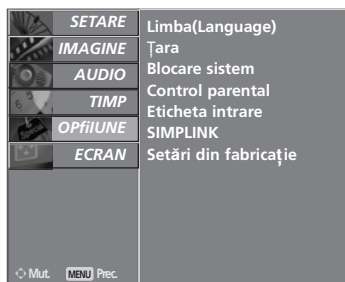 SETARE
IMAGINE
AUDIO
TIMP
OPfiIUNE
ECRAN
Mut. MENU Prec.
Limba(Language)
Țara
Blocare sistem
Control parental
Eticheta intrare
SIMPLINK
Setări din fabricație